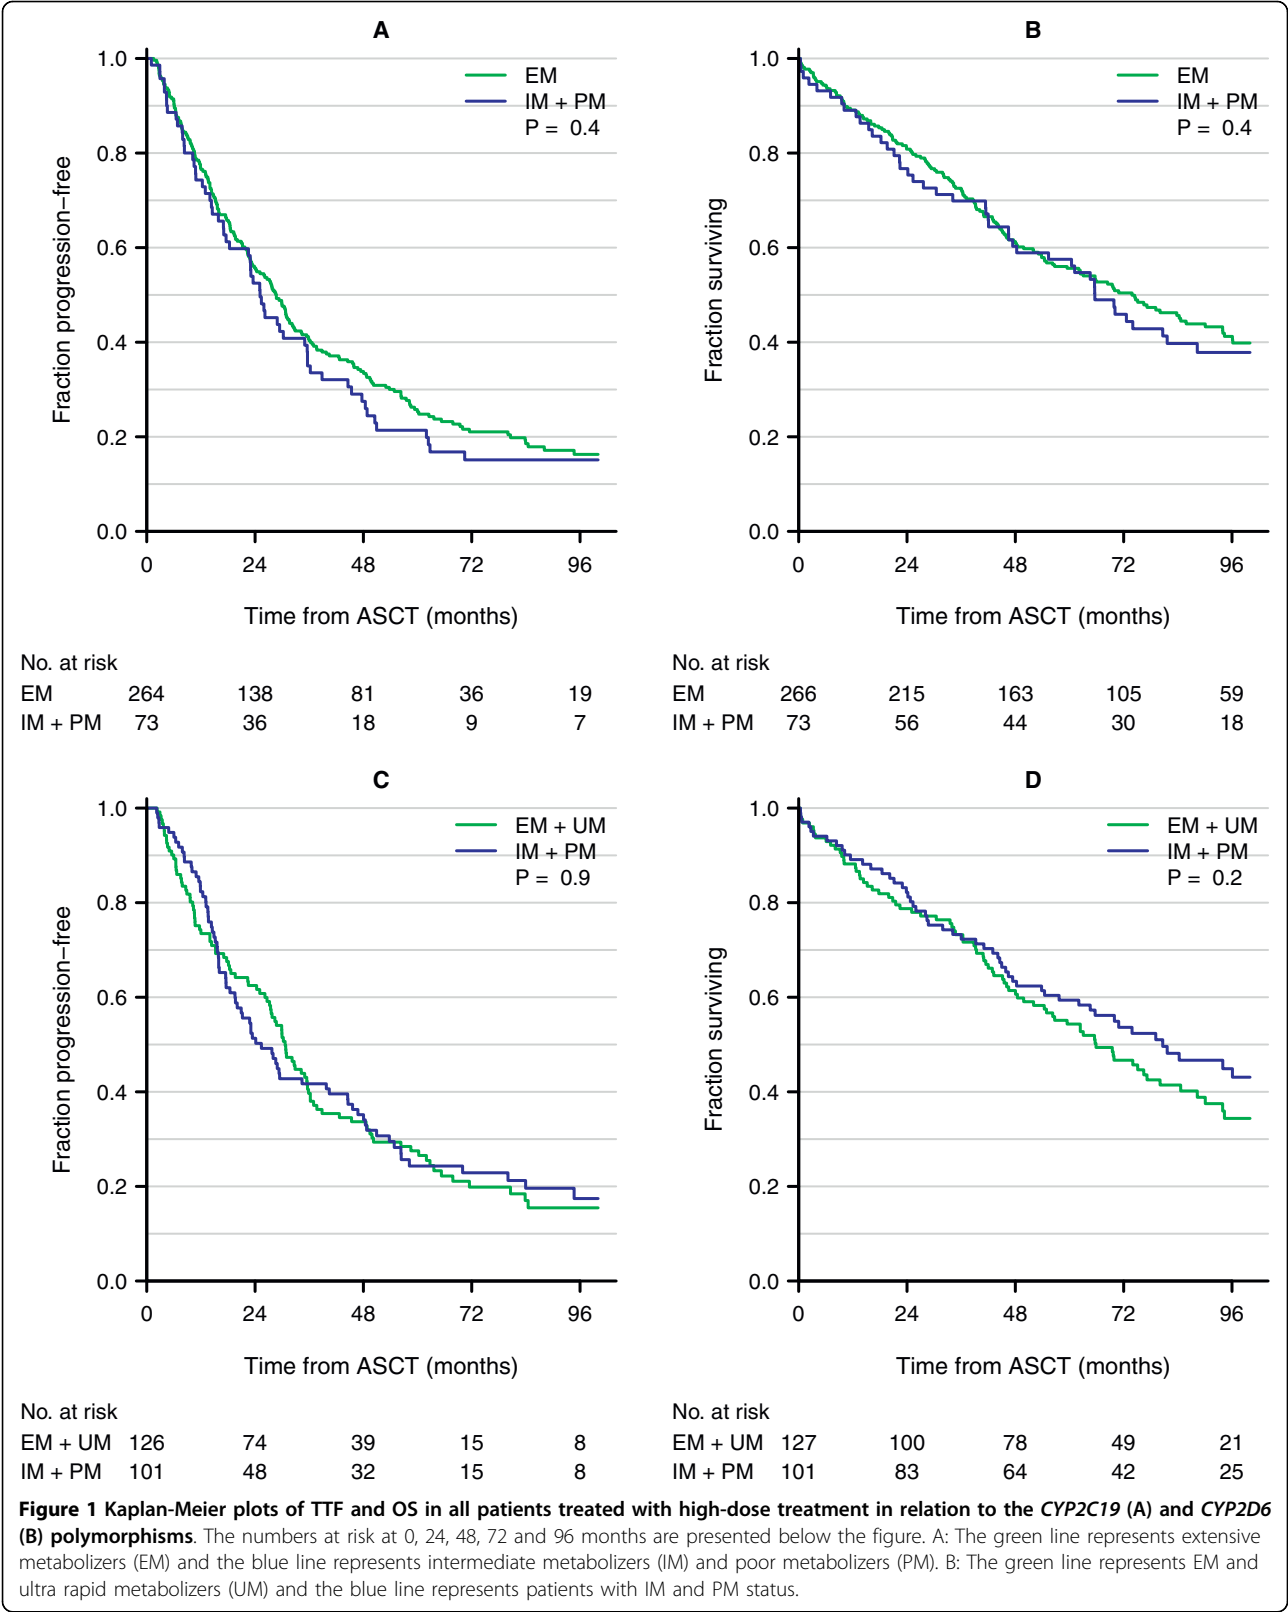 A
1.0
0.8
0.6
0.4
0.2
0.0
Fraction progression–free
EM
IM + PM
P = 0.4
0 24 48 72 96
Time from ASCT (months)
No. at risk
EM 264 138 81 36 19
IM + PM 73 36 18 9 7
B
1.0
0.8
0.6
0.4
0.2
0.0
Fraction surviving
EM
IM + PM
P = 0.4
0 24 48 72 96
Time from ASCT (months)
No. at risk
EM 266 215 163 105 59
IM + PM 73 56 44 30 18
C
1.0
0.8
0.6
0.4
0.2
0.0
Fraction progression–free
EM + UM
IM + PM
P = 0.9
0 24 48 72 96
Time from ASCT (months)
No. at risk
EM + UM 126 74 39 15 8
IM + PM 101 48 32 15 8
D
1.0
0.8
0.6
0.4
0.2
0.0
Fraction surviving
EM + UM
IM + PM
P = 0.2
0 24 48 72 96
Time from ASCT (months)
No. at risk
EM + UM 127 100 78 49 21
IM + PM 101 83 64 42 25
Figure 1 Kaplan-Meier plots of TTF and OS in all patients treated with high-dose treatment in relation to the CYP2C19 (A) and CYP2D6
(B) polymorphisms. The numbers at risk at 0, 24, 48, 72 and 96 months are presented below the figure. A: The green line represents extensive
metabolizers (EM) and the blue line represents intermediate metabolizers (IM) and poor metabolizers (PM). B: The green line represents EM and
ultra rapid metabolizers (UM) and the blue line represents patients with IM and PM status.